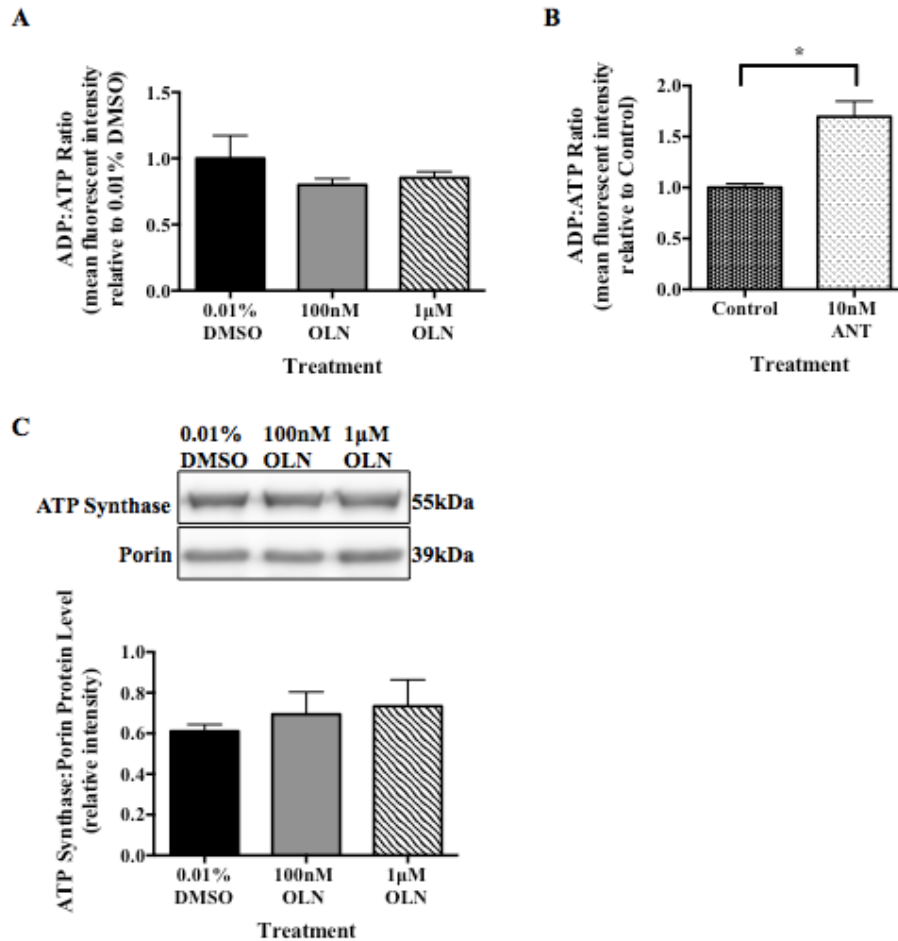 A
ADP:ATP Ratio
(mean fluorescent intensity
relative to 0.01% DMSO)
1.5
1.0
0.5
0.0
0.01%
DMSO
100nM
OLN
1µM
OLN
Treatment
B
*
ADP:ATP Ratio
(mean fluorescent intensity
relative to Control)
2.0
1.5
1.0
0.5
0.0
Control
10nM
ANT
Treatment
C
0.01%
DMSO
100nM
OLN
1µM
OLN
ATP Synthase
55kDa
Porin
39kDa
ATP Synthase:Porin Protein Level
(relative intensity)
1.0
0.8
0.6
0.4
0.2
0.0
0.01%
DMSO
100nM
OLN
1µM
OLN
Treatment